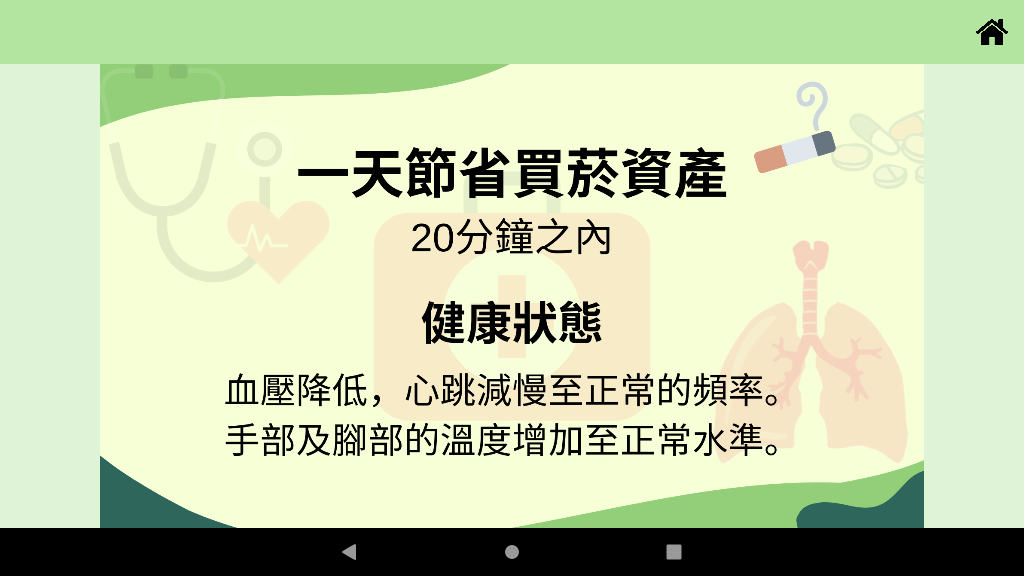 一天節省買菸資產
20分鐘之內
健康狀態
血壓降低，心跳減慢至正常的頻率。
手部及腳部的溫度增加至正常水準。